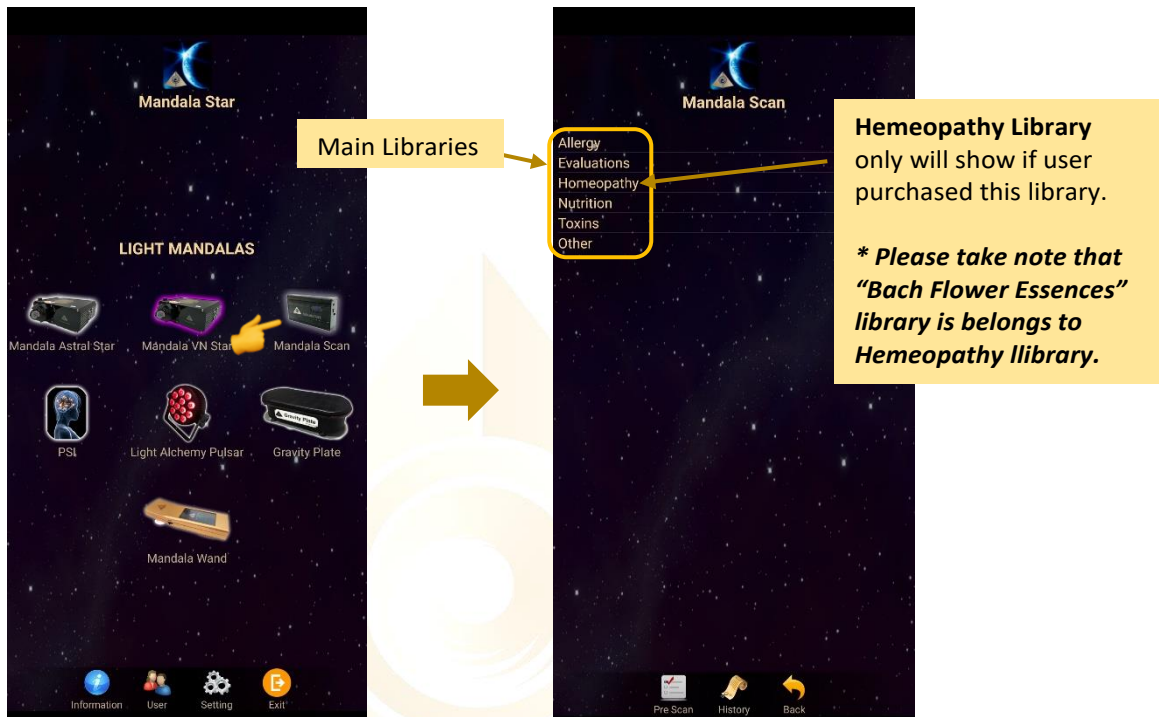 Mandala Star
Main Libraries
LIGHT MANDALAS
Mandala Astral Star
Mandala VN Star
Mandala Scan
PSI
Light Alchemy Pulsar
Gravity Plate
Gravity Plate
Mandala Wand
Information
User
Setting
Exit
Mandala Scan
Allergy
Evaluations
Homeopathy
Nutrition
Toxins
Other
Hemeopathy Library
only will show if user
purchased this library.
* Please take note that
“Bach Flower Essences”
library is belongs to
Hemeopathy llibrary.
Pre Scan
History
Back